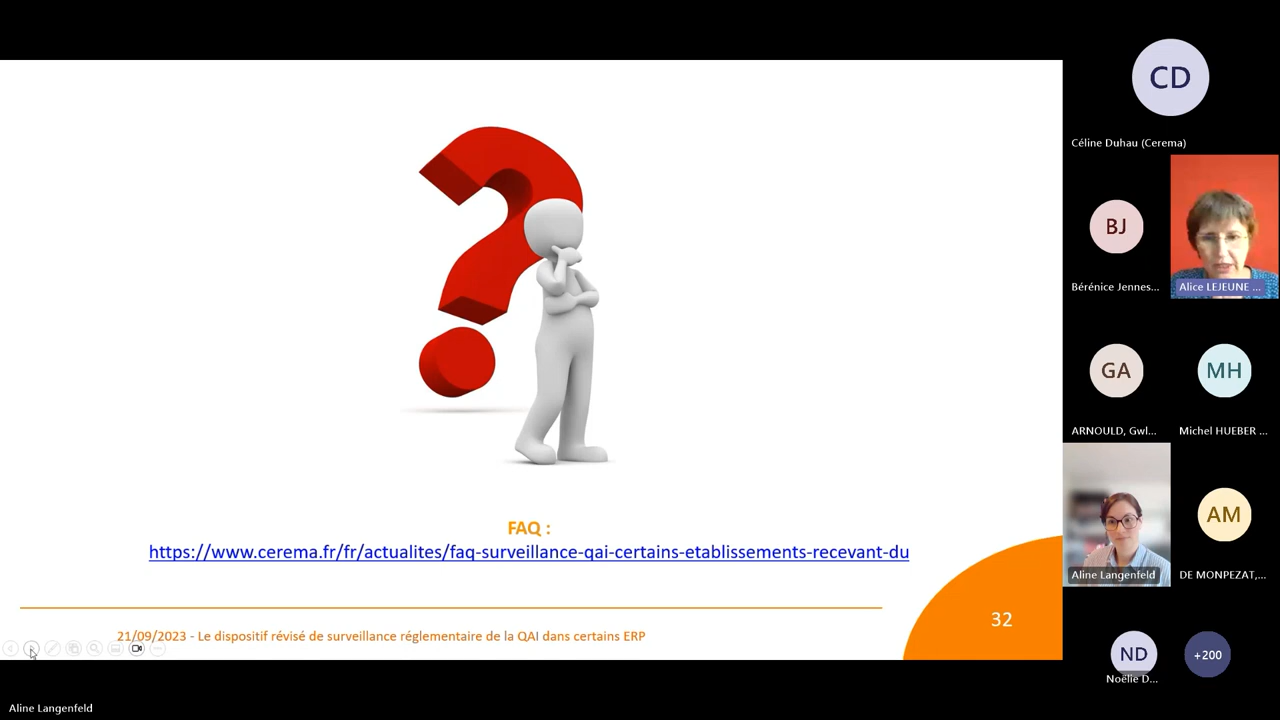 FAQ :
https://www.cerema.fr/fr/actualites/faq-surveillance-qai-certains-etablissements-recevant-du
21/09/2023 - Le dispositif révisé de surveillance réglementaire de la QAI dans certains ERP
32
CD
Céline Duhau (Cerema)
BJ
Bérénice Jennes...
Alice LEJEUNE ...
GA
ARNOULD, Gwl...
MH
Michel HUEBER ...
Aline Langenfeld
AM
DE MONPEZAT,...
ND
Noëlie D...
+200
Aline Langenfeld